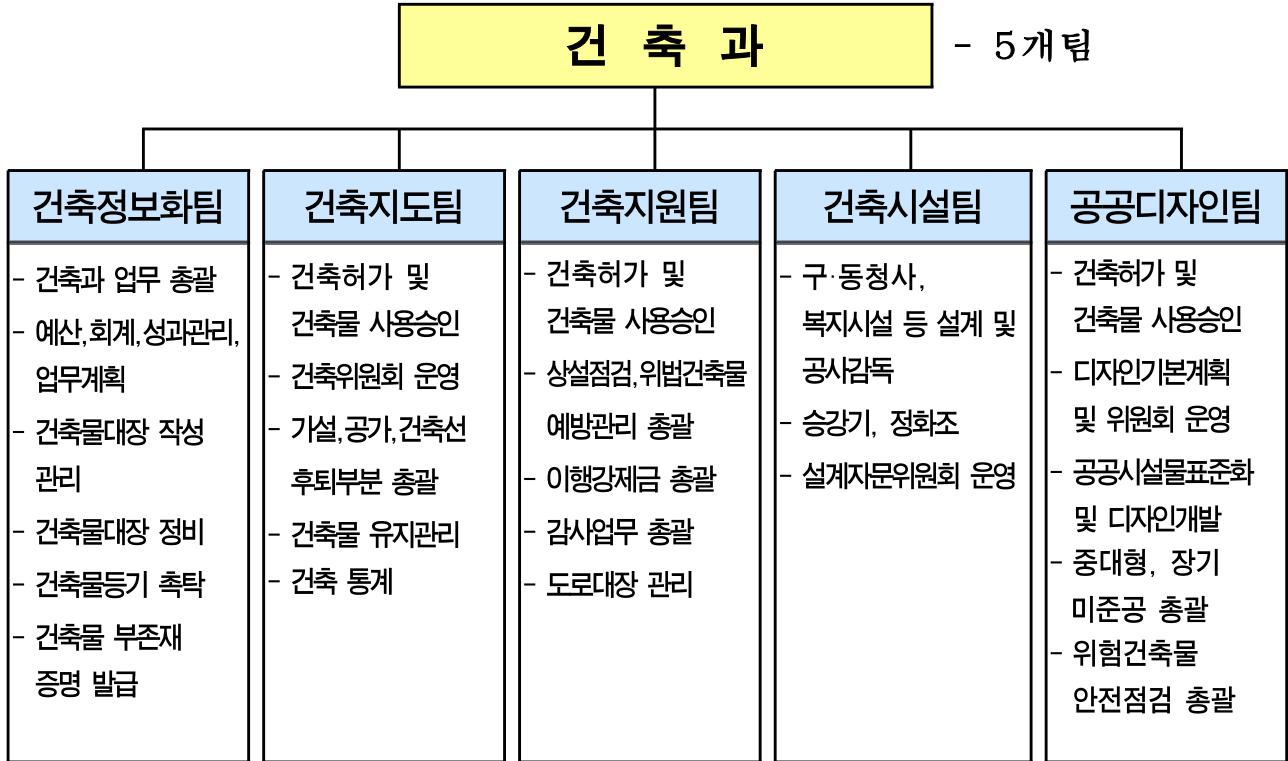 건 축 과
- 5개팀
건축정보화팀
- 건축과 업무 총괄
- 예산,회계,성과관리,
업무계획
- 건축물대장 작성
관리
- 건축물대장 정비
- 건축물등기 촉탁
- 건축물 부존재
증명 발급
건축지도팀
- 건축허가 및
건축물 사용승인
- 건축위원회 운영
- 가설,공가,건축선
후퇴부분 총괄
- 건축물 유지관리
- 건축 통계
건축지원팀
- 건축허가 및
건축물 사용승인
- 상설점검,위법건축물
예방관리 총괄
- 이행강제금 총괄
- 감사업무 총괄
- 도로대장 관리
건축시설팀
- 구·동청사,
복지시설 등 설계 및
공사감독
- 승강기, 정화조
- 설계자문위원회 운영
공공디자인팀
- 건축허가 및
건축물 사용승인
- 디자인기본계획
및 위원회 운영
- 공공시설물표준화
및 디자인개발
- 중대형, 장기
미준공 총괄
- 위험건축물
안전점검 총괄